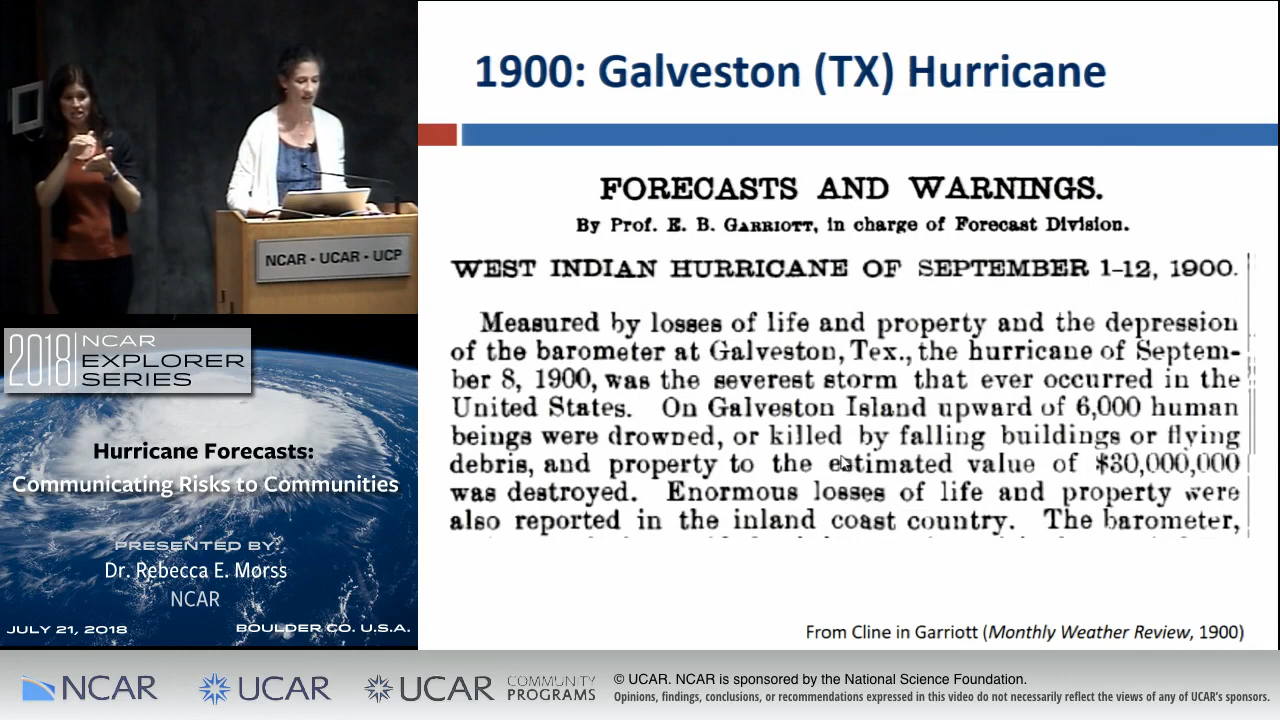 1900: Galveston (TX) Hurricane
FORECASTS AND WARNINGS.
By Prof. E. B. GARRIOTT, in charge of Forecast Division.
WEST INDIAN HURRICANE OF SEPTEMBER 1-12, 1900.
Measured by losses of life and property and the depression
of the barometer at Galveston, Tex., the hurricane of Septem-
ber 8, 1900, was the severest storm that ever occurred in the
United States. On Galveston Island upward of 6,000 human
beings were drowned, or killed by falling buildings or flying
debris, and property to the estimated value of $30,000,000
was destroyed. Enormous losses of life and property were
also reported in the inland coast country. The barometer,
From Cline in Garriott (Monthly Weather Review, 1900)
NCAR · UCAR · UCP
2018 NCAR
EXPLORER
SERIES
Hurricane Forecasts:
Communicating Risks to Communities
PRESENTED BY:
Dr. Rebecca E. Morss
NCAR
JULY 21, 2018
BOULDER CO. U.S.A.
NCAR
UCAR
UCAR
COMMUNITY
PROGRAMS
© UCAR. NCAR is sponsored by the National Science Foundation.
Opinions, findings, conclusions, or recommendations expressed in this video do not necessarily reflect the views of any of UCAR's sponsors.